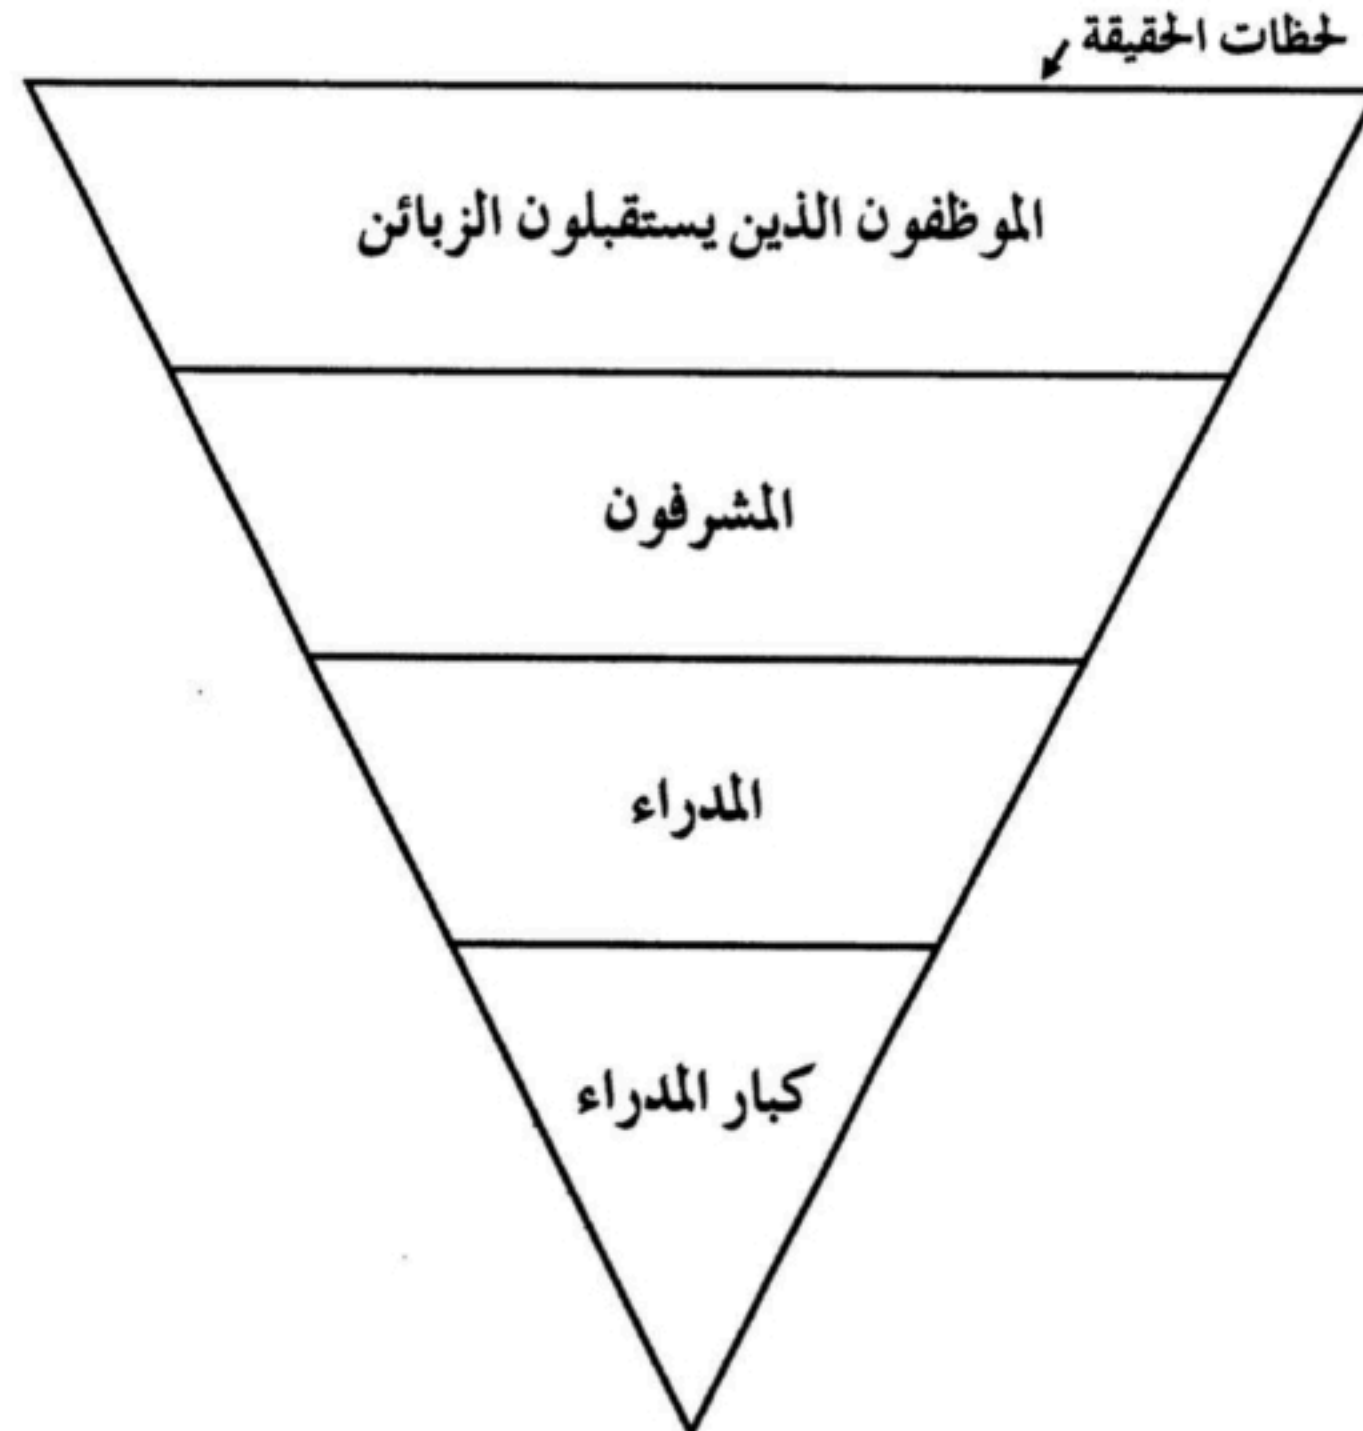 لحظات الحقيقة
الموظفون الذين يستقبلون الزبائن
المشرفون
المدراء
كبار المدراء